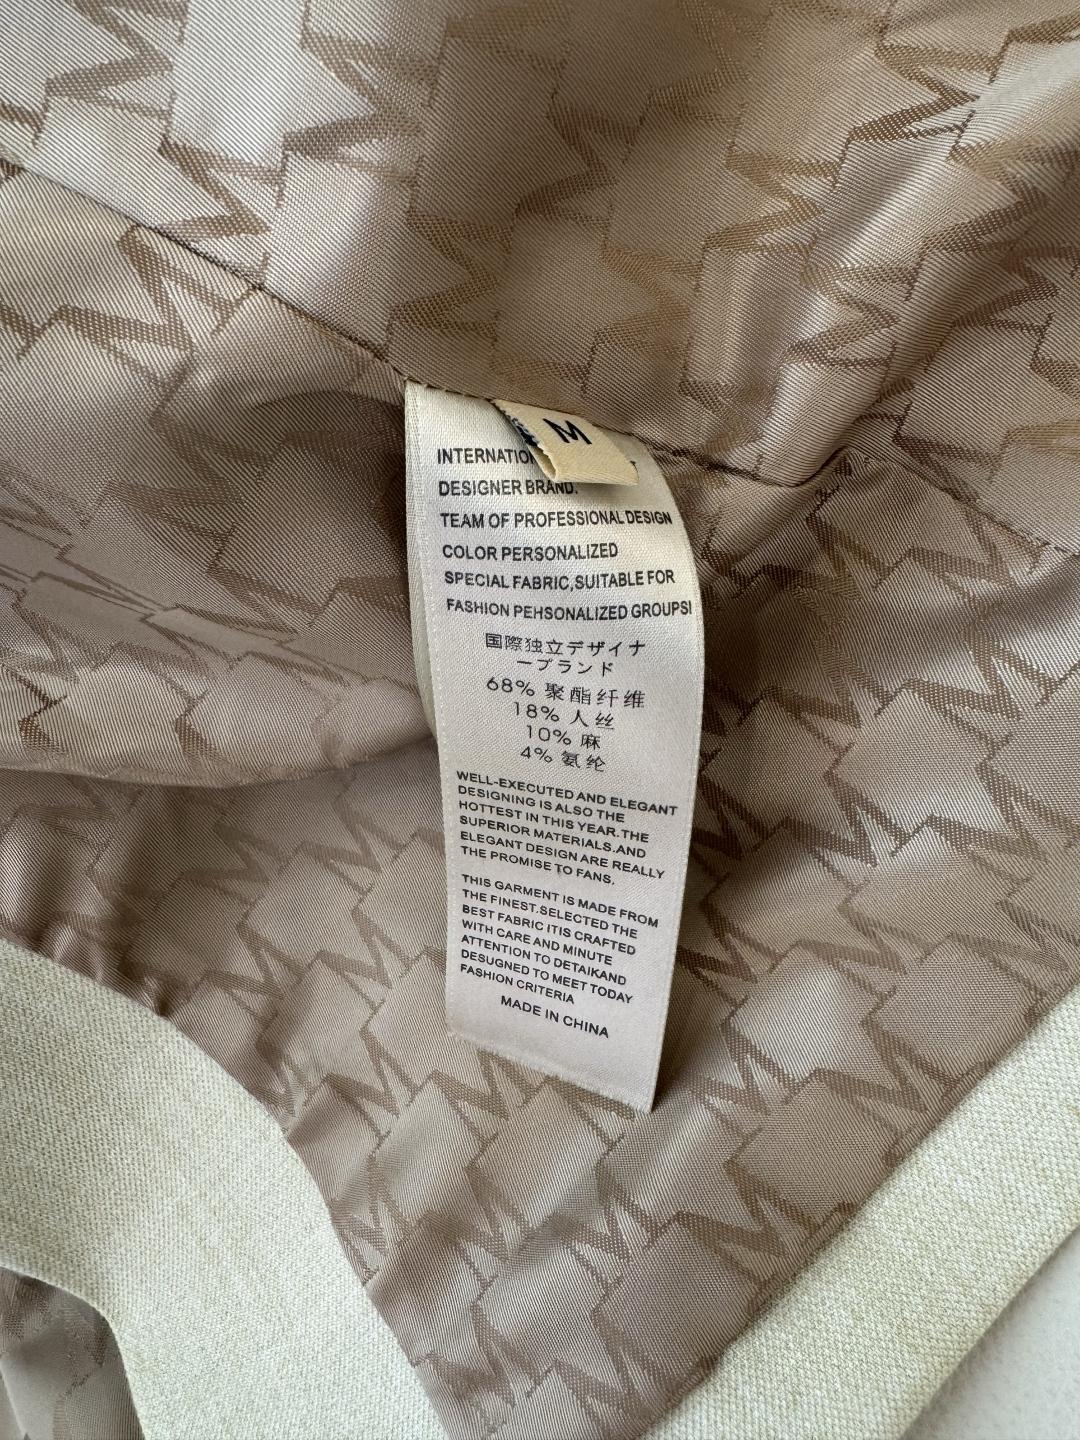 M
DESIGNER BRAND.
TEAM OF PROFESSIONAL DESIGN
COLOR PERSONALIZED
SPECIAL FABRIC,SUITABLE FOR
FASHION PEHSONALIZED GROUPSI
国際独立デザイナ
ーブランド
68% 聚酯纤维
18% 人丝
10% 麻
4% 氨纶
WELL-EXECUTED AND ELEGANT
DESIGNING IS ALSO THE
HOTTEST IN THIS YEAR.THE
SUPERIOR MATERIALS.AND
ELEGANT DESIGN ARE REALLY
THE PROMISE TO FANS.
THIS GARMENT IS MADE FROM
THE FINEST.SELECTED THE
BEST FABRIC ITIS CRAFTED
WITH CARE AND MINUTE
ATTENTION TO DETAIKAND
DESIGNED TO MEET TODAY
FASHION CRITERIA
MADE IN CHINA